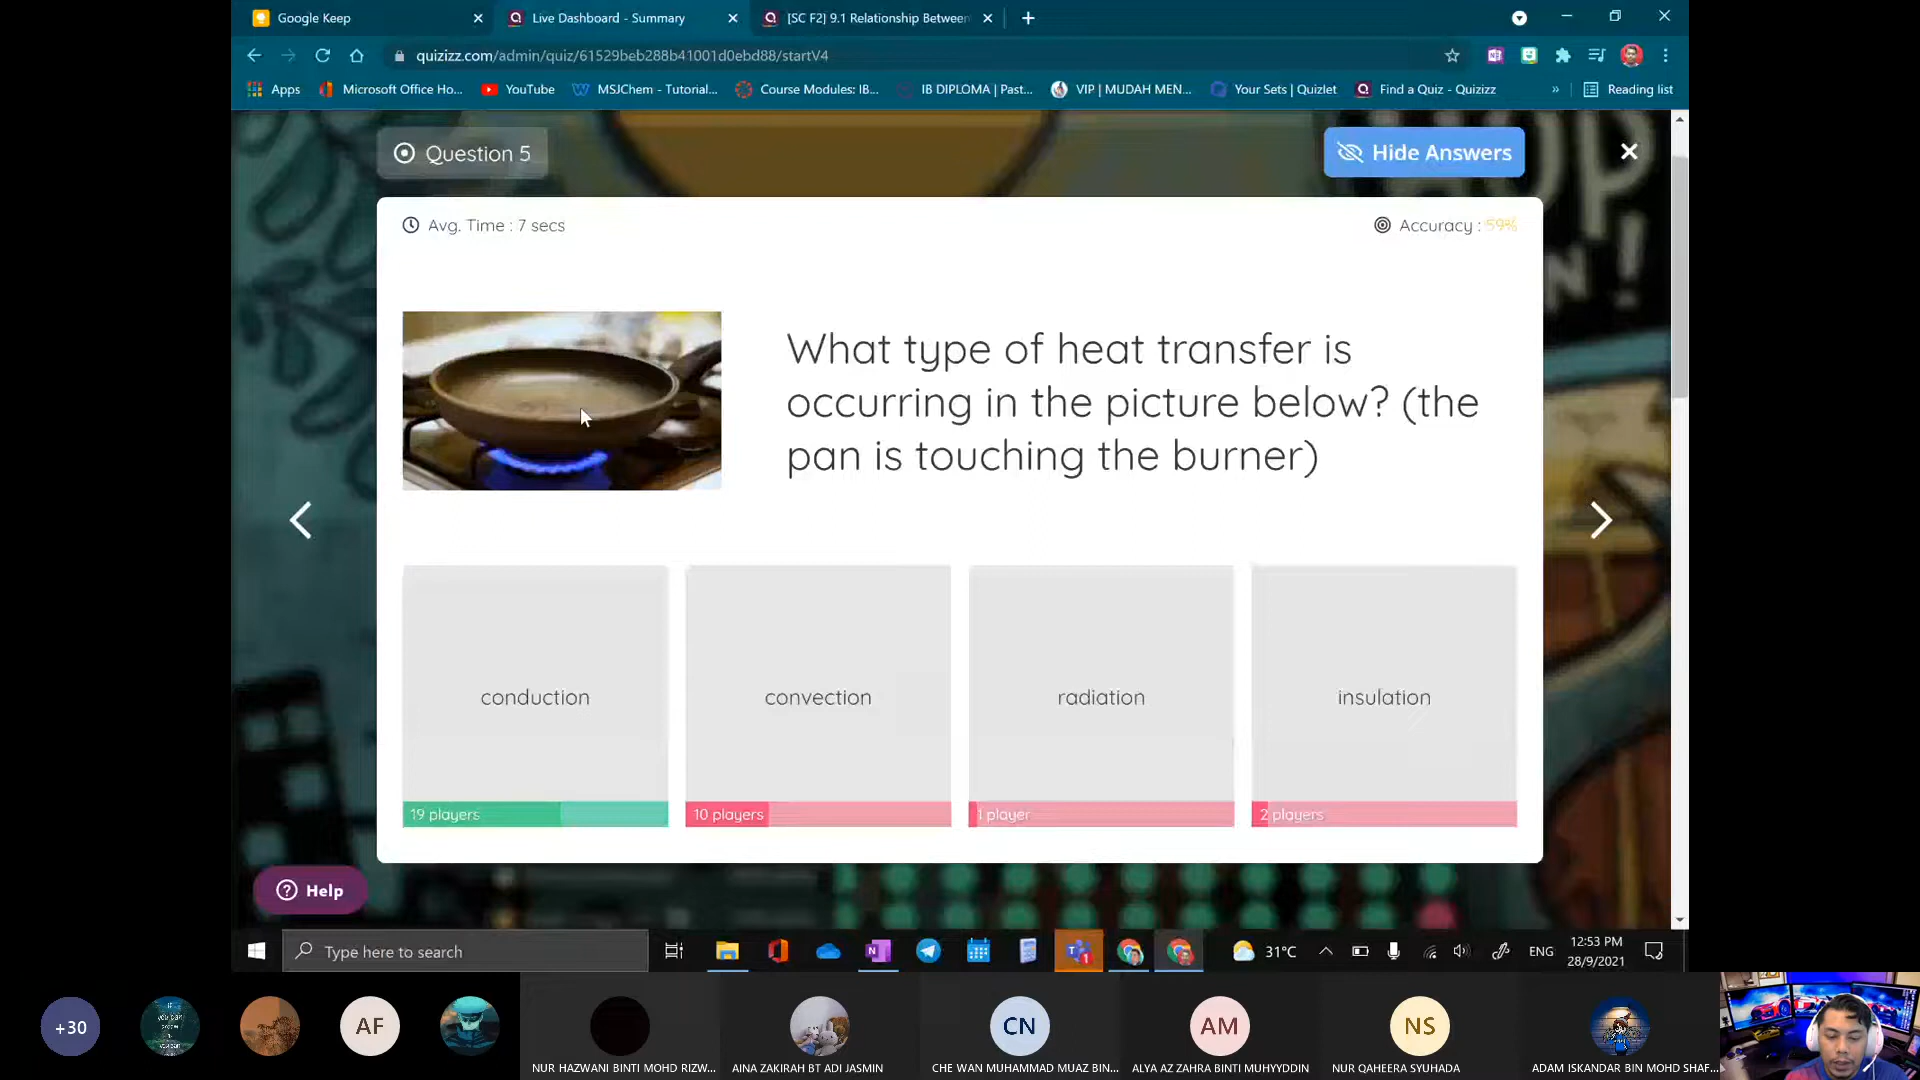 Google Keep
Live Dashboard - Summary
[SC F2] 9.1 Relationship Between
quizizz.com/admin/quiz/61529beb288b41001d0ebd88/startV4
Apps
Microsoft Office Ho...
YouTube
MSJChem - Tutorial...
Course Modules: IB...
IB DIPLOMA | Past...
VIP | MUDAH MEN...
Your Sets | Quizlet
Find a Quiz - Quizizz
»
Reading list
Question 5
Hide Answers
Avg. Time : 7 secs
Accuracy : 59%
What type of heat transfer is
occurring in the picture below? (the
pan is touching the burner)
conduction
convection
radiation
insulation
19 players
10 players
1 player
2 players
Help
Type here to search
31°C
ENG
12:53 PM
28/9/2021
+30
AF
CN
AM
NS
NUR HAZWANI BINTI MOHD RIZW...
AINA ZAKIRAH BT ADI JASMIN
CHE WAN MUHAMMAD MUAZ BIN...
ALYA AZ ZAHRA BINTI MUHYYDDIN
NUR QAHEERA SYUHADA
ADAM ISKANDAR BIN MOHD SHAF...